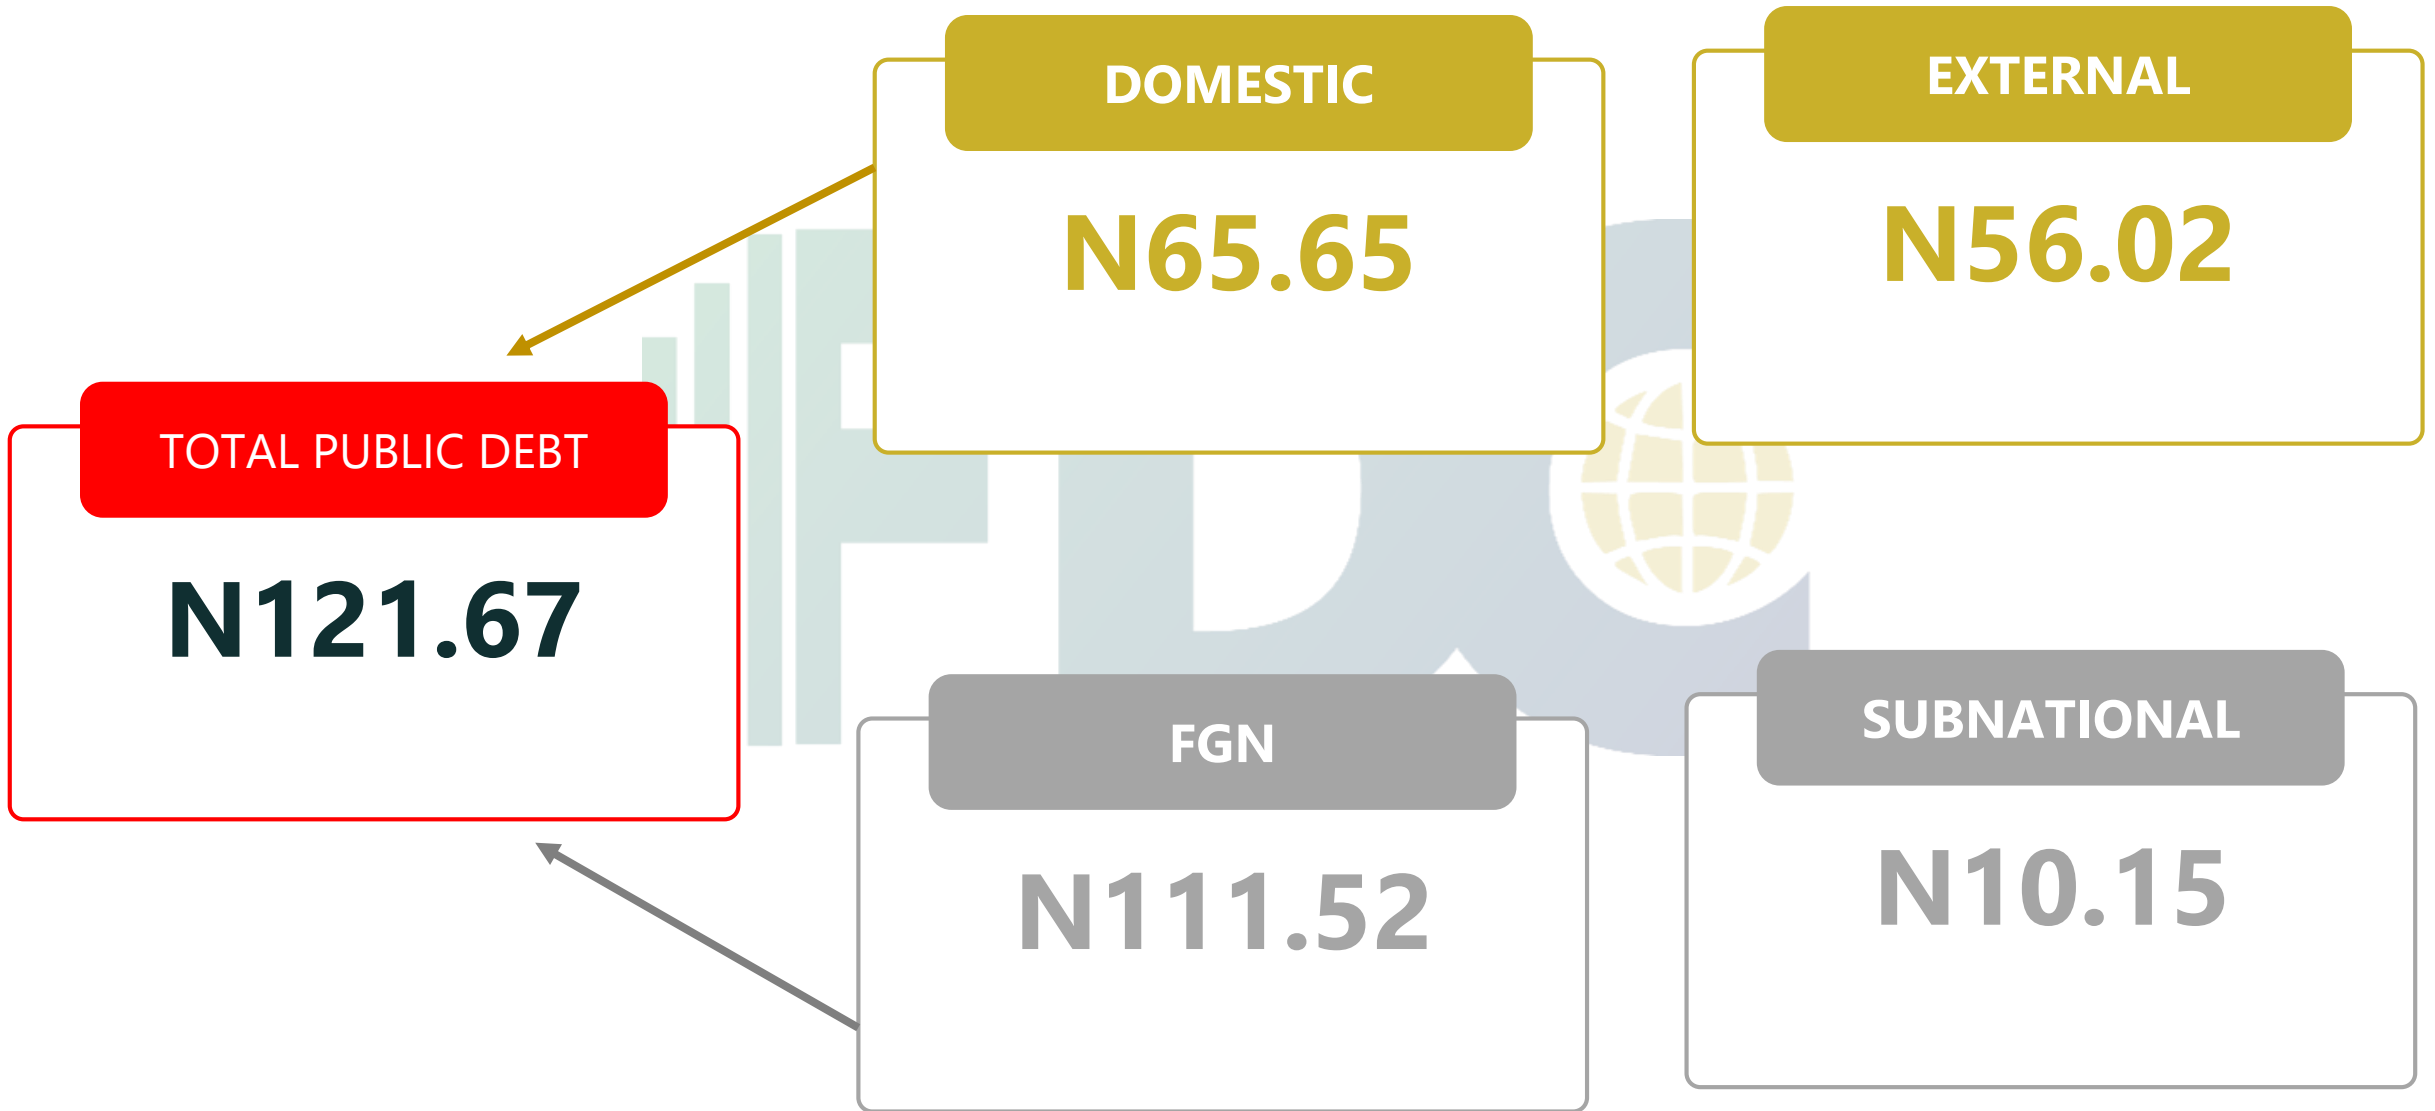 DOMESTIC
N65.65
EXTERNAL
N56.02
TOTAL PUBLIC DEBT
N121.67
FGN
N111.52
SUBNATIONAL
N10.15